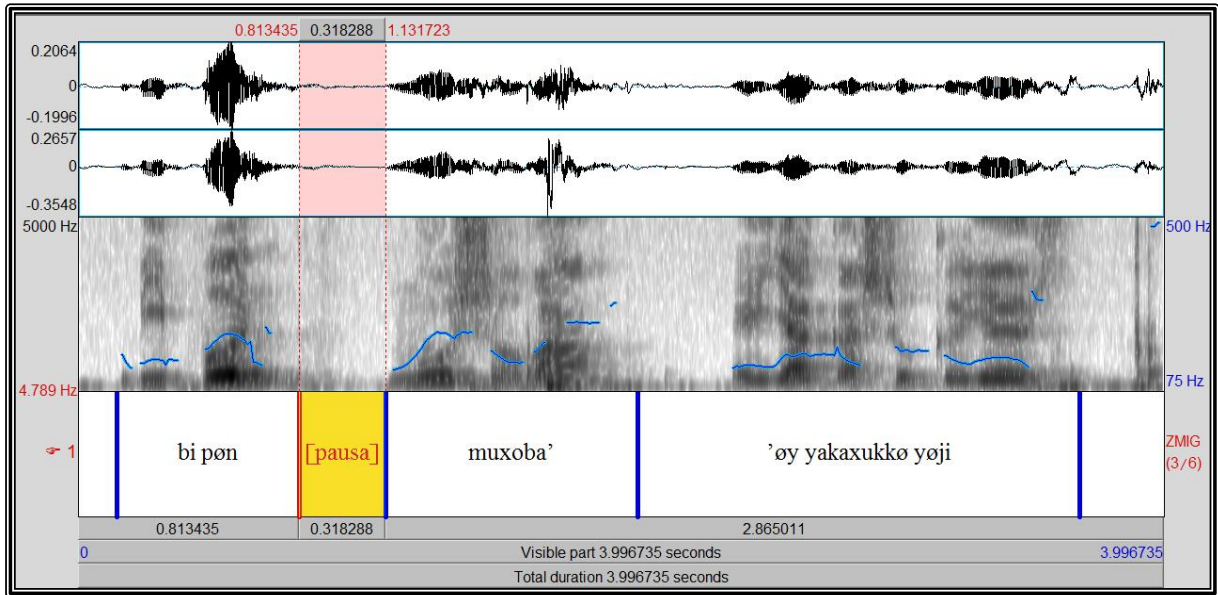 0.813435 0.318288 1.131723
0.2064
0
-0.1996
0.2657
0
-0.3548
5000 Hz 500 Hz
4.789 Hz 75 Hz
☞ 1 bi pøn [pausa] muxoba’ ’øy yakaxukkø yøji ZMIG
(3/6)
0.813435 0.318288 2.865011
0 Visible part 3.996735 seconds 3.996735
Total duration 3.996735 seconds